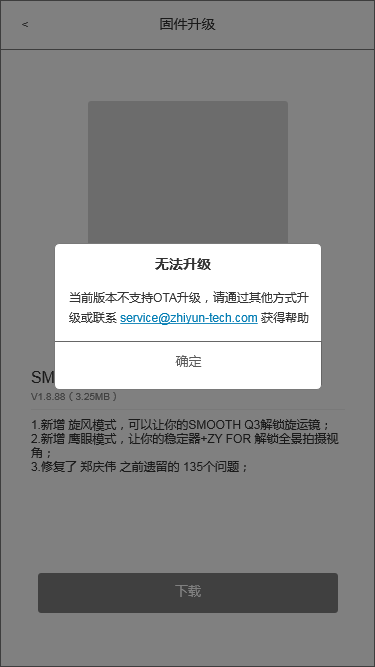 <
固件升级
无法升级
当前版本不支持OTA升级，请通过其他方式升
级或联系 service@zhiyun-tech.com 获得帮助
确定
SM
V1.8.88（3.25MB）
1.新增 旋风模式，可以让你的SMOOTH Q3解锁旋运镜；
2.新增 鹰眼模式，让你的稳定器+ZY FOR 解锁全景拍摄视
角；
3.修复了 郑庆伟 之前遗留的 135个问题；
下载